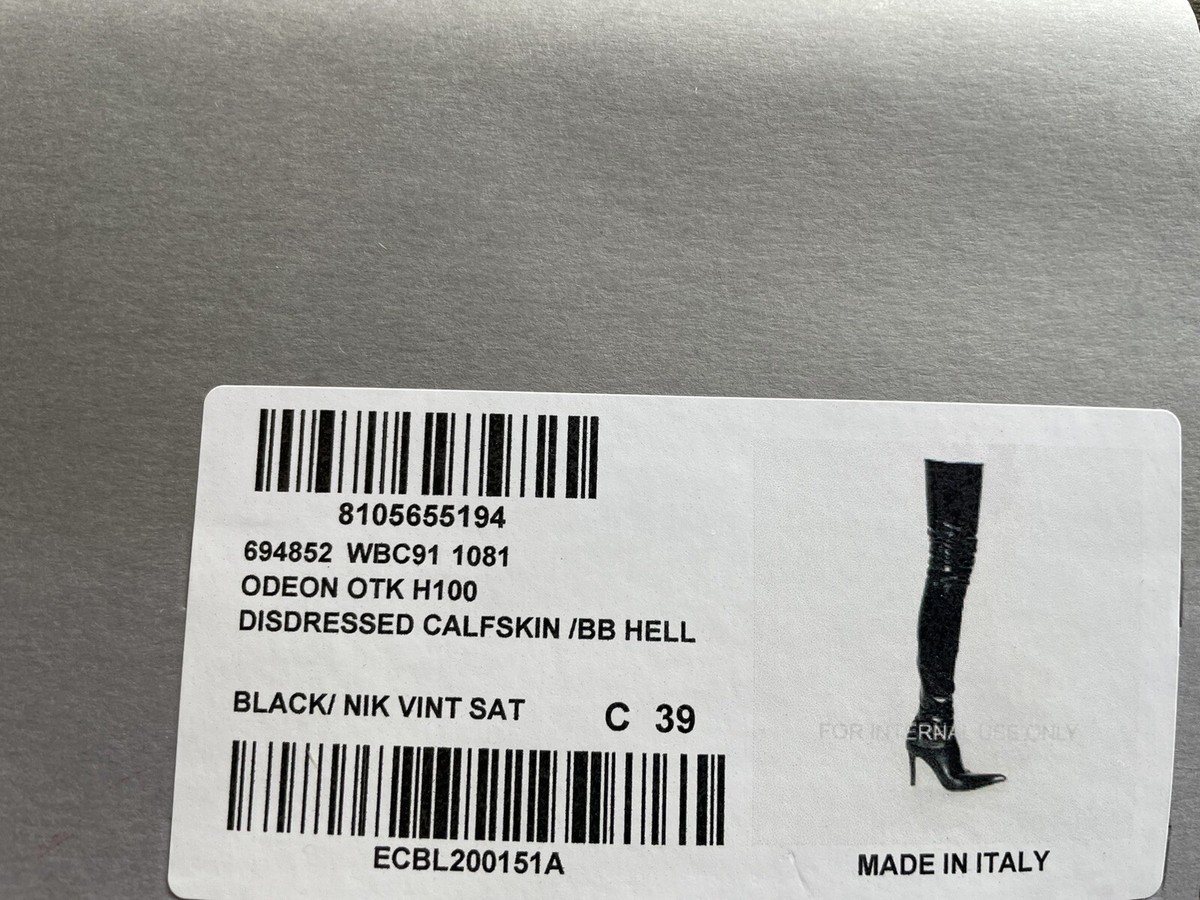 8105655194
694852 WBC91 1081
ODEON OTK H100
DISDRESSED CALFSKIN /BB HELL
BLACK/ NIK VINT SAT C 39
FOR INTERNAL USE ONLY
ECBL200151A
MADE IN ITALY